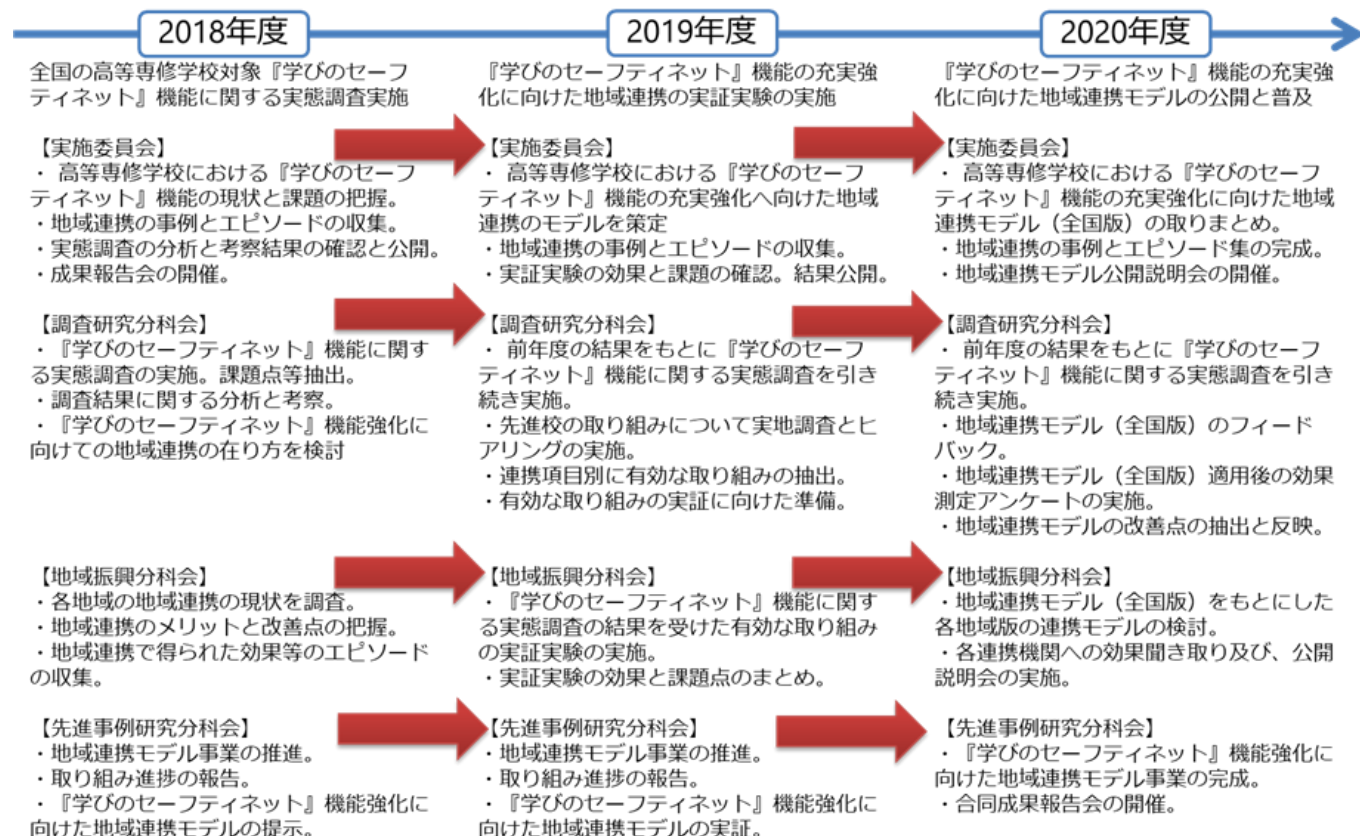 2018年度
全国の高等専修学校対象『学びのセーフ
ティネット』機能に関する実態調査実施
【実施委員会】
・ 高等専修学校における『学びのセーフ
ティネット』機能の現状と課題の把握。
・地域連携の事例とエピソードの収集。
・実態調査の分析と考察結果の確認と公開。
・成果報告会の開催。
【調査研究分科会】
・『学びのセーフティネット』機能に関す
る実態調査の実施。課題点等抽出。
・調査結果に関する分析と考察。
・『学びのセーフティネット』機能強化に
向けての地域連携の在り方を検討
【地域振興分科会】
・各地域の地域連携の現状を調査。
・地域連携のメリットと改善点の把握。
・地域連携で得られた効果等のエピソード
の収集。
【先進事例研究分科会】
・地域連携モデル事業の推進。
・取り組み進捗の報告。
・『学びのセーフティネット』機能強化に
向けた地域連携モデルの提示。
2019年度
『学びのセーフティネット』機能の充実強
化に向けた地域連携の実証実験の実施
【実施委員会】
・ 高等専修学校における『学びのセーフ
ティネット』機能の充実強化へ向けた地域
連携のモデルを策定
・地域連携の事例とエピソードの収集。
・実証実験の効果と課題の確認。結果公開。
【調査研究分科会】
・ 前年度の結果をもとに『学びのセーフ
ティネット』機能に関する実態調査を引き
続き実施。
・先進校の取り組みについて実地調査とヒ
アリングの実施。
・連携項目別に有効な取り組みの抽出。
・有効な取り組みの実証に向けた準備。
【地域振興分科会】
・『学びのセーフティネット』機能に関す
る実態調査の結果を受けた有効な取り組み
の実証実験の実施。
・実証実験の効果と課題点のまとめ。
【先進事例研究分科会】
・地域連携モデル事業の推進。
・取り組み進捗の報告。
・『学びのセーフティネット』機能強化に
向けた地域連携モデルの実証。
2020年度
『学びのセーフティネット』機能の充実強
化に向けた地域連携モデルの公開と普及
【実施委員会】
・ 高等専修学校における『学びのセーフ
ティネット』機能の充実強化に向けた地域
連携モデル（全国版）の取りまとめ。
・地域連携の事例とエピソード集の完成。
・地域連携モデル公開説明会の開催。
【調査研究分科会】
・ 前年度の結果をもとに『学びのセーフ
ティネット』機能に関する実態調査を引き
続き実施。
・地域連携モデル（全国版）のフィード
バック。
・地域連携モデル（全国版）適用後の効果
測定アンケートの実施。
・地域連携モデルの改善点の抽出と反映。
【地域振興分科会】
・地域連携モデル（全国版）をもとにした
各地域版の連携モデルの検討。
・各連携機関への効果聞き取り及び、公開
説明会の実施。
【先進事例研究分科会】
・『学びのセーフティネット』機能強化に
向けた地域連携モデル事業の完成。
・合同成果報告会の開催。